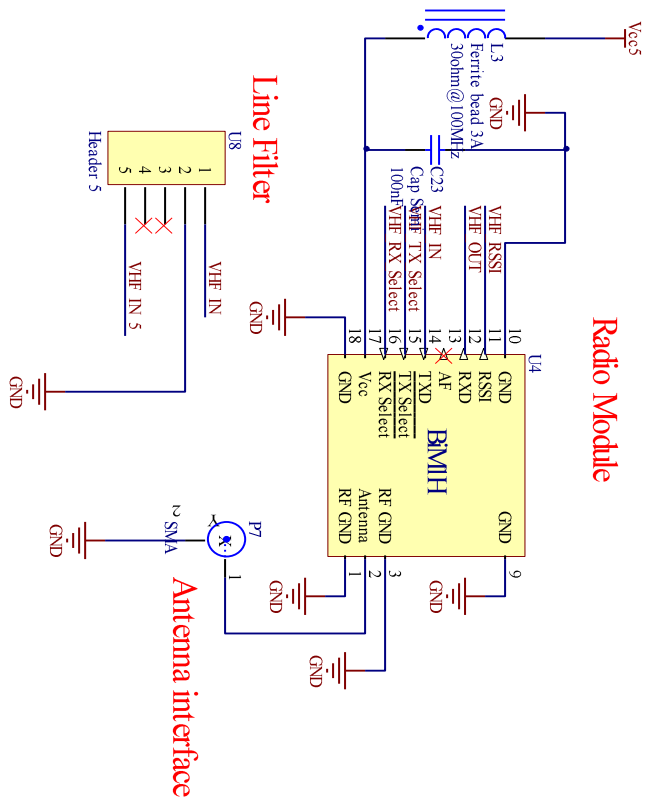 Vcc5
L3
Ferrite bead 3A
30ohm@100MHz
GND
C23
Cap Semi
100nF
Line Filter
U8
Header 5
1
2
3
4
5
VHF IN
VHF IN 5
GND
Radio Module
U4
BiM1H
VHF RSSI
VHF OUT
VHF IN
VHF TX Select
VHF RX Select
10
11
12
13
14
15
16
17
18
GND
RSSI
RXD
AF
TXD
TX Select
RX Select
Vcc
GND
GND
GND
RF GND
Antenna
RF GND
9
3
2
1
GND
GND
GND
P7
SMA
1
2
GND
Antenna interface